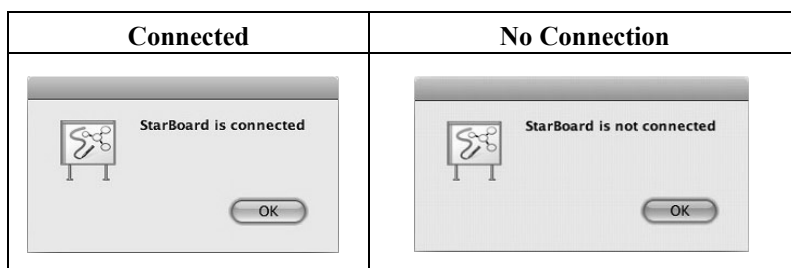 Connected
No Connection
StarBoard is connected
OK
StarBoard is not connected
OK